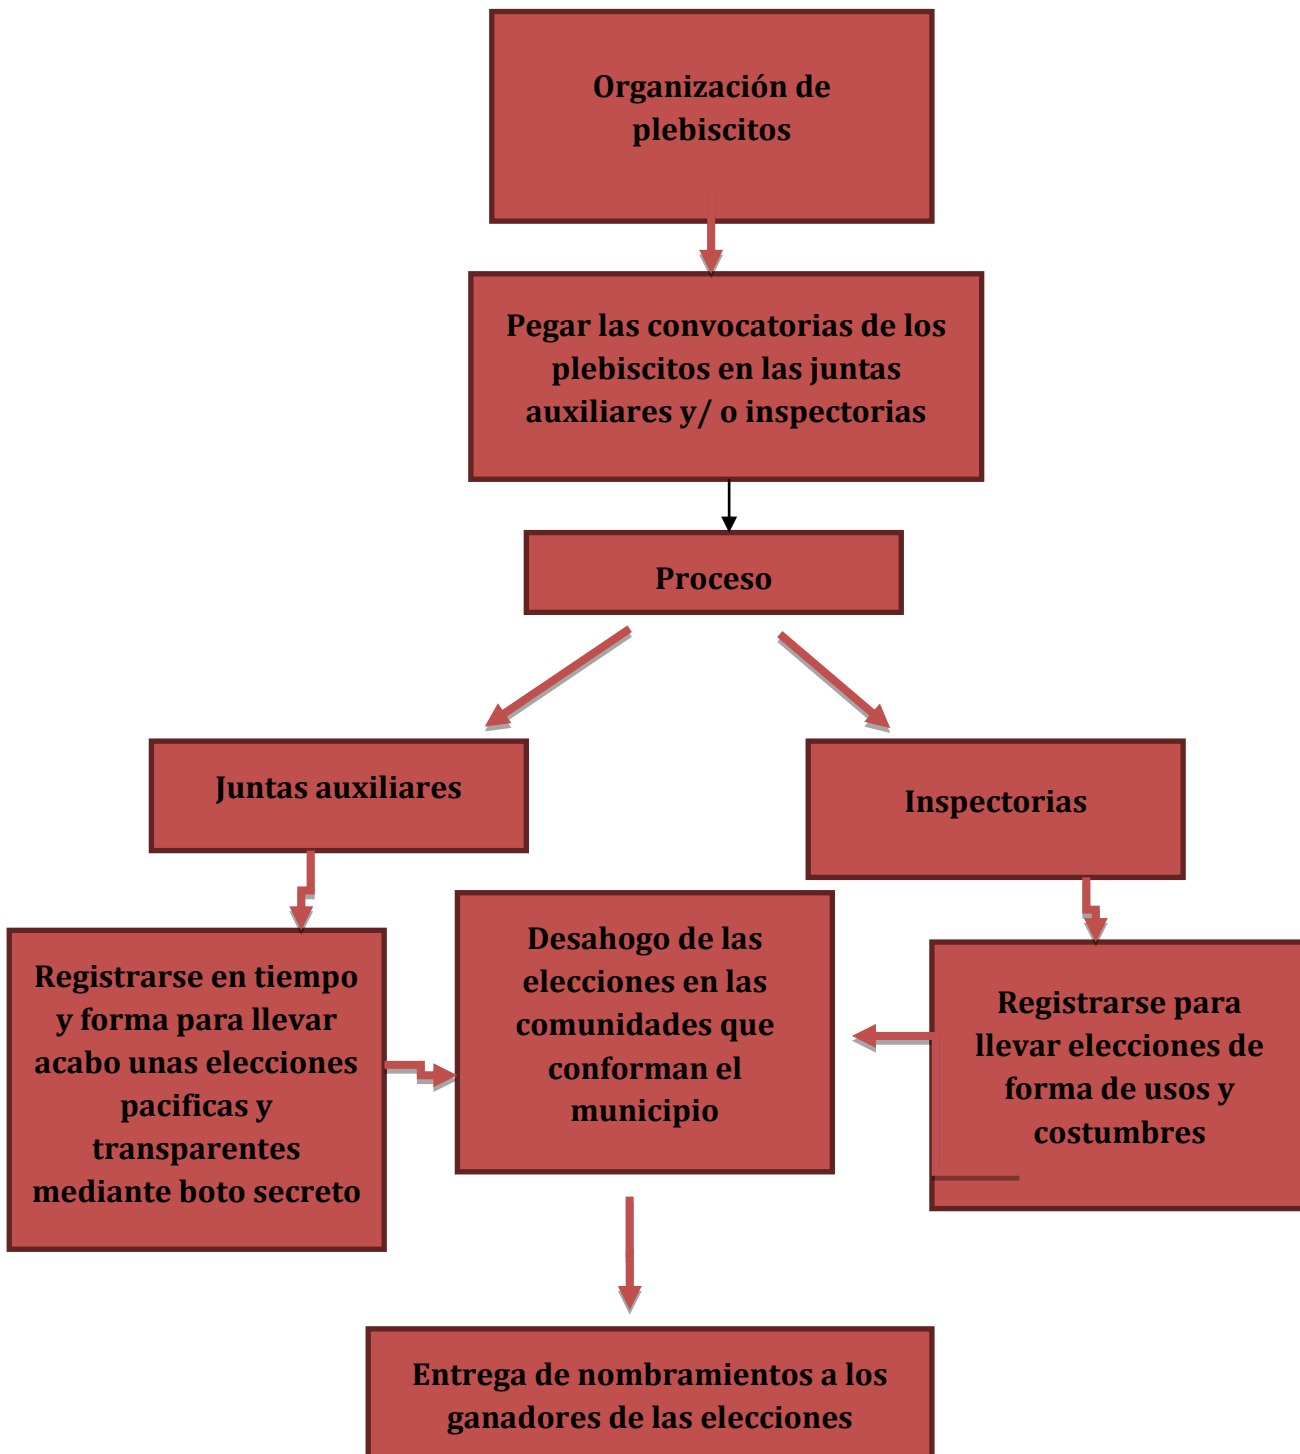 Organización de
plebiscitos
Pegar las convocatorias de los
plebiscitos en las juntas
auxiliares y/ o inspectorias
Proceso
Juntas auxiliares
Inspectorias
Registrarse en tiempo
y forma para llevar
acabo unas elecciones
pacificas y
transparentes
mediante boto secreto
Desahogo de las
elecciones en las
comunidades que
conforman el
municipio
Registrarse para
llevar elecciones de
forma de usos y
costumbres
Entrega de nombramientos a los
ganadores de las elecciones